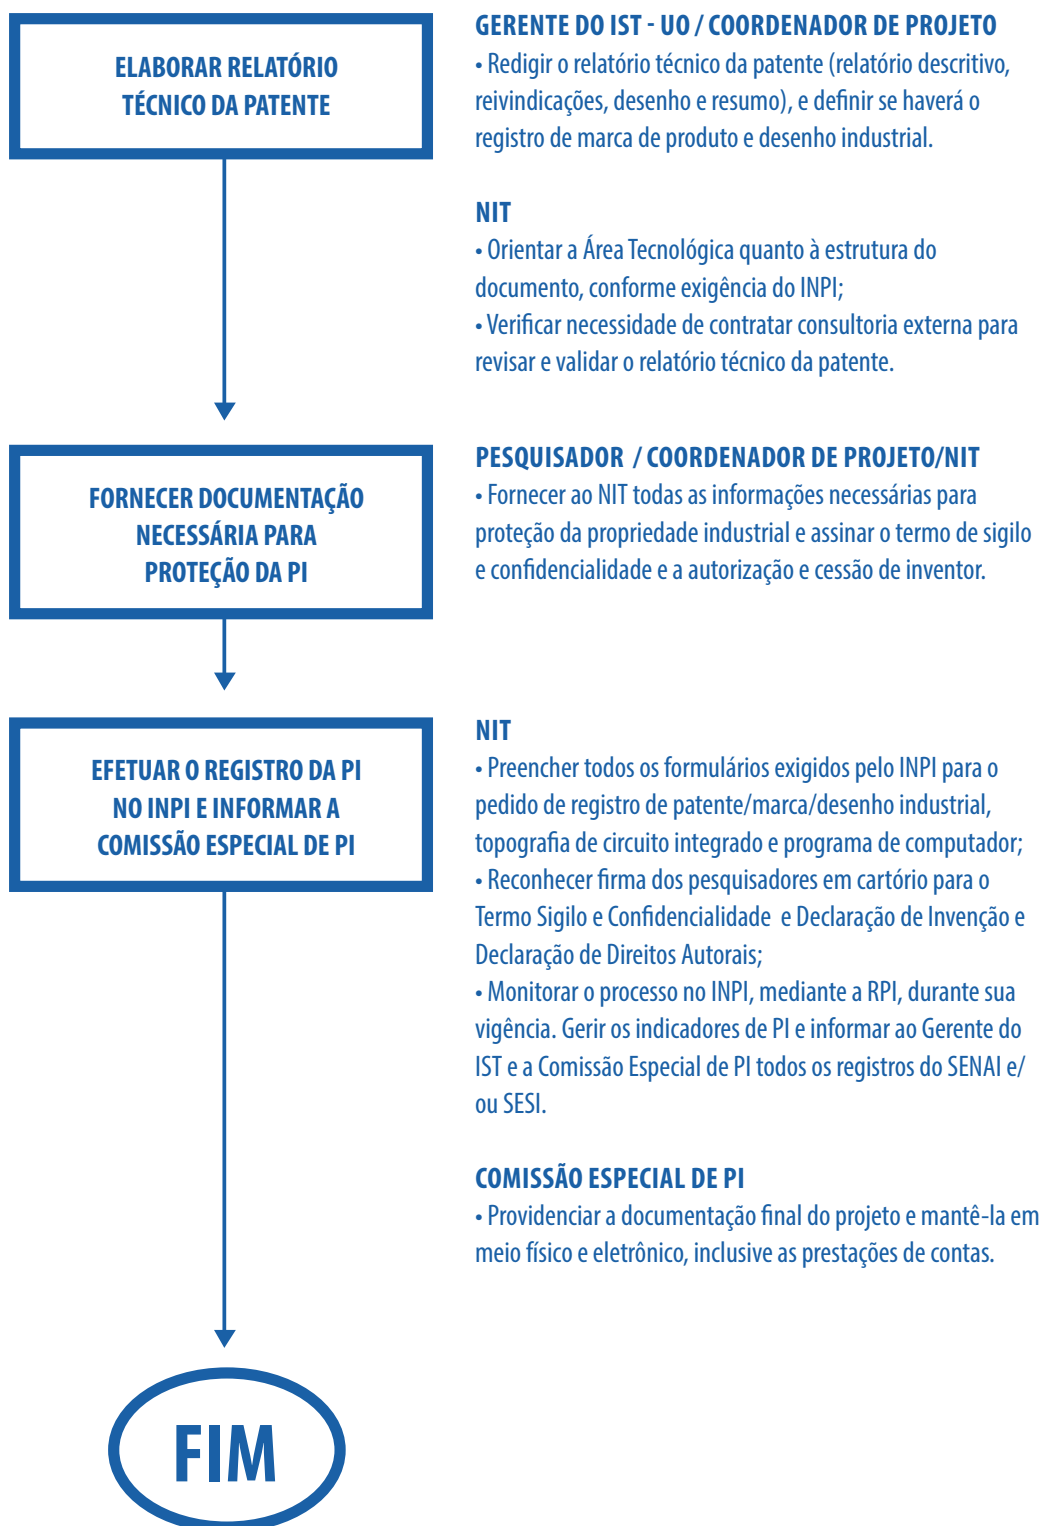 ELABORAR RELATÓRIO
TÉCNICO DA PATENTE
GERENTE DO IST - UO / COORDENADOR DE PROJETO
• Redigir o relatório técnico da patente (relatório descritivo,
reivindicações, desenho e resumo), e definir se haverá o
registro de marca de produto e desenho industrial.
NIT
• Orientar a Área Tecnológica quanto à estrutura do
documento, conforme exigência do INPI;
• Verificar necessidade de contratar consultoria externa para
revisar e validar o relatório técnico da patente.
FORNECER DOCUMENTAÇÃO
NECESSÁRIA PARA
PROTEÇÃO DA PI
PESQUISADOR / COORDENADOR DE PROJETO/NIT
• Fornecer ao NIT todas as informações necessárias para
proteção da propriedade industrial e assinar o termo de sigilo
e confidencialidade e a autorização e cessão de inventor.
EFETUAR O REGISTRO DA PI
NO INPI E INFORMAR A
COMISSÃO ESPECIAL DE PI
NIT
• Preencher todos os formulários exigidos pelo INPI para o
pedido de registro de patente/marca/desenho industrial,
topografia de circuito integrado e programa de computador;
• Reconhecer firma dos pesquisadores em cartório para o
Termo Sigilo e Confidencialidade e Declaração de Invenção e
Declaração de Direitos Autorais;
• Monitorar o processo no INPI, mediante a RPI, durante sua
vigência. Gerir os indicadores de PI e informar ao Gerente do
IST e a Comissão Especial de PI todos os registros do SENAI e/
ou SESI.
COMISSÃO ESPECIAL DE PI
• Providenciar a documentação final do projeto e mantê-la em
meio físico e eletrônico, inclusive as prestações de contas.
FIM